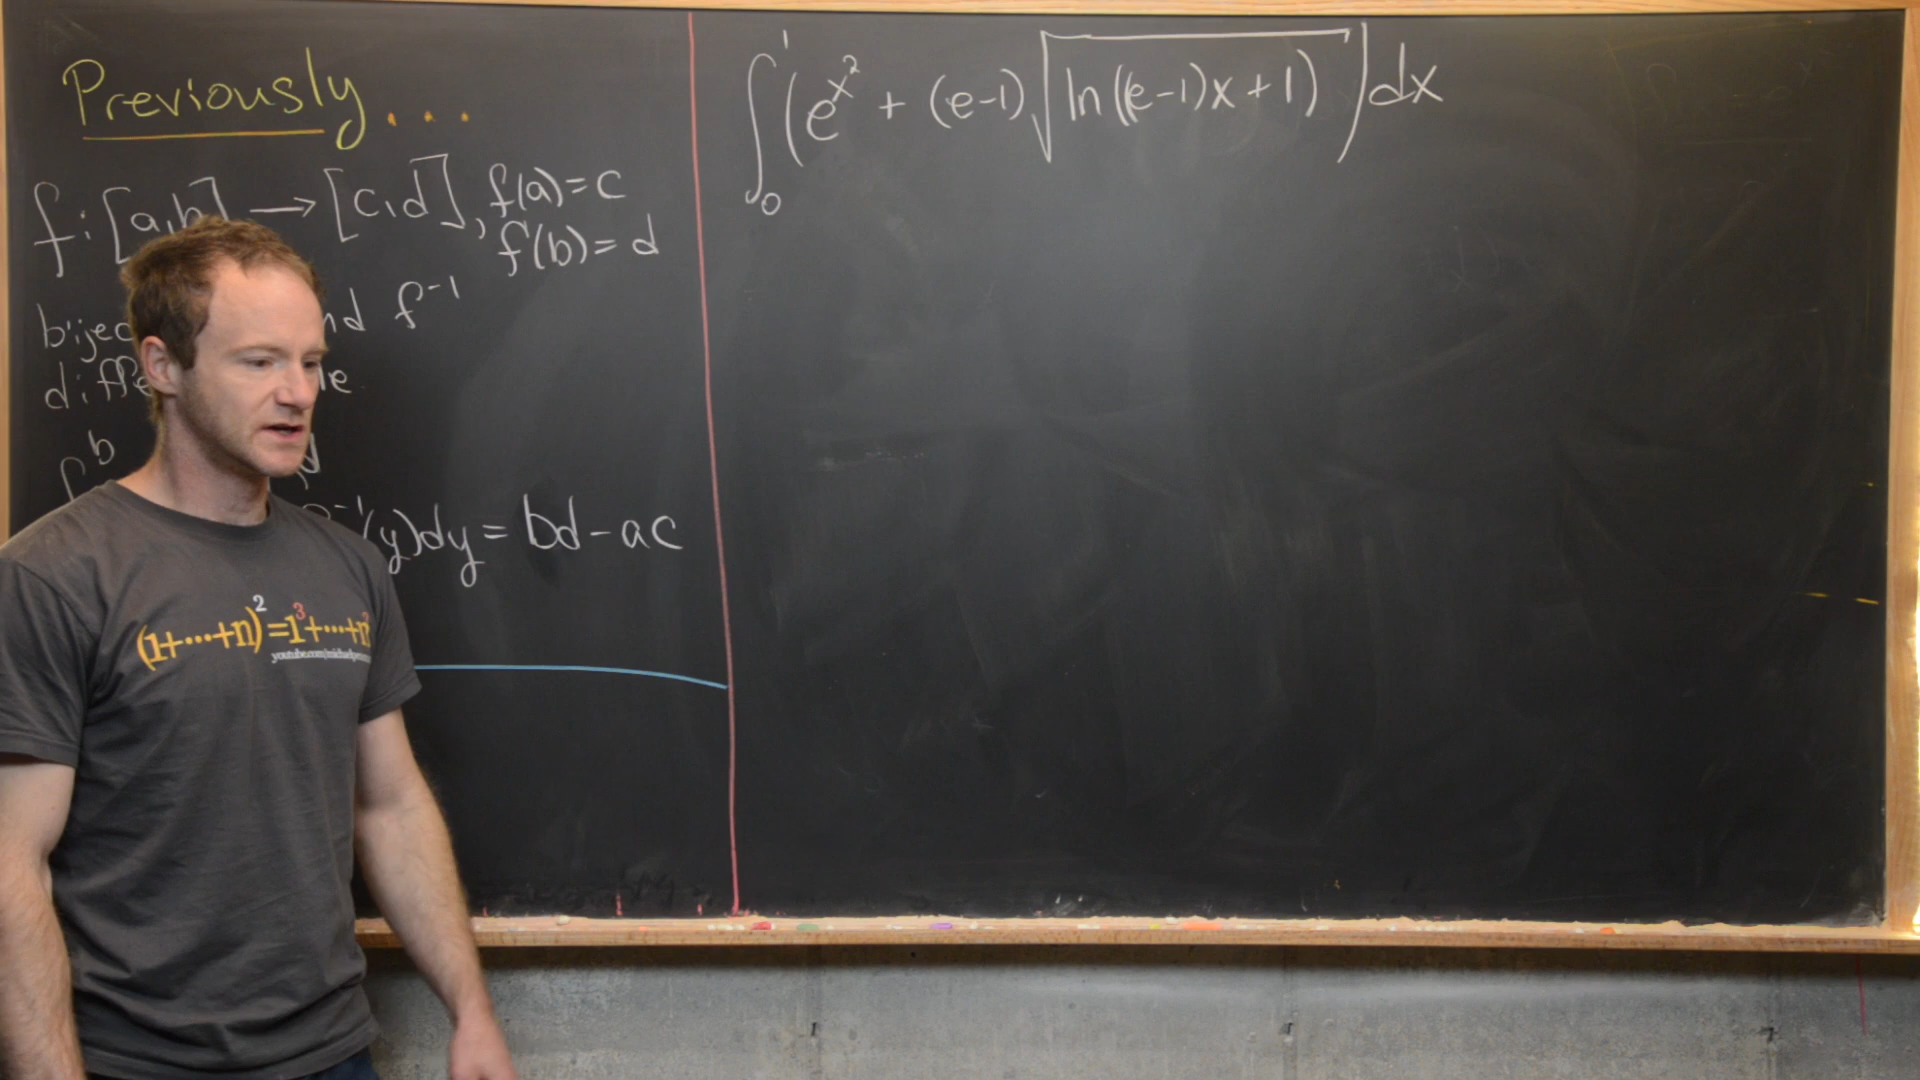 Previously...
f: [a,b] → [c,d], f(a)=c
f(b)=d
f⁻¹
b
d
(y)dy = bd-ac
∫₀¹ (e^{x²} + (e-1)√(ln((e-1)x+1))) dx
(1+···+n)²=1³+···+n³